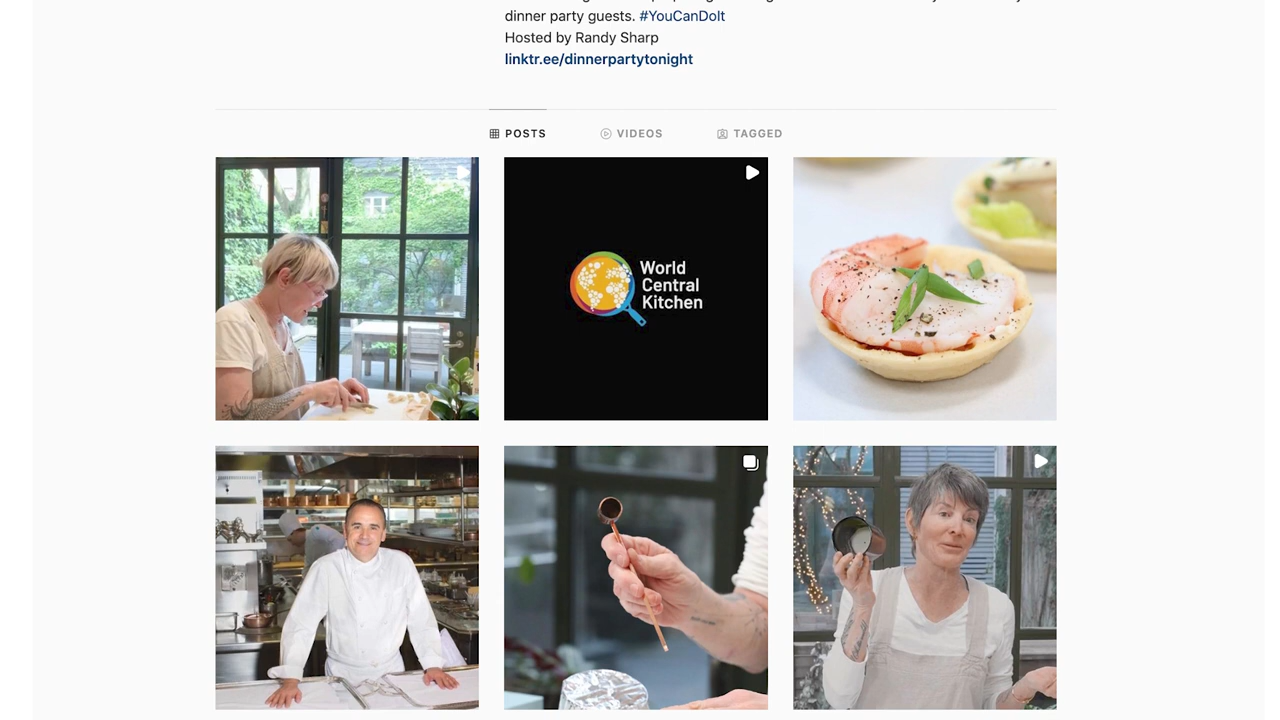 dinner party guests. #YouCanDoIt
Hosted by Randy Sharp
linktr.ee/dinnerpartytonight
POSTS
VIDEOS
TAGGED
World
Central
Kitchen